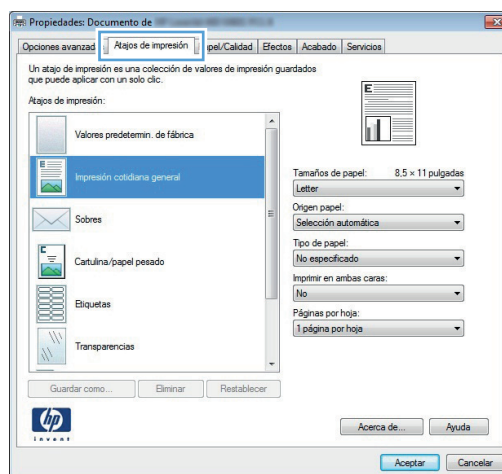 Propiedades: Documento de
Opciones avanzad
Atajos de impresión
pel/Calidad
Efectos
Acabado
Servicios
Un atajo de impresión es una colección de valores de impresión guardados
que puede aplicar con un solo clic.
Atajos de impresión:
Valores predetermin. de fábrica
Impresión cotidiana general
Sobres
Cartulina/papel pesado
Etiquetas
Transparencias
Guardar como...
Eliminar
Restablecer
E
Tamaños de papel: 8,5 × 11 pulgadas
Letter
Origen papel:
Selección automática
Tipo de papel:
No especificado
Imprimir en ambas caras:
No
Páginas por hoja:
1 página por hoja
hp
invent
Acerca de...
Ayuda
Aceptar
Cancelar